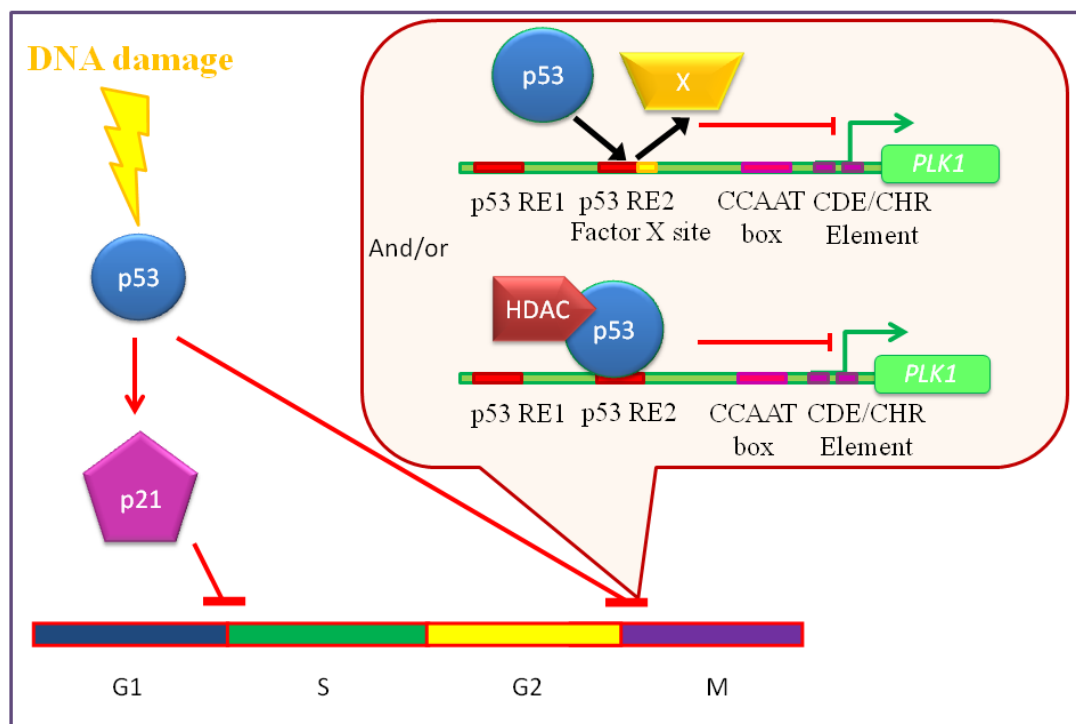 DNA damage
p53
X
PLK1
p53 RE1 p53 RE2 CCAAT CDE/CHR
Factor X site box Element
And/or
HDAC
p53
p53
PLK1
p53 RE1 p53 RE2 CCAAT CDE/CHR
box Element
p21
G1 S G2 M